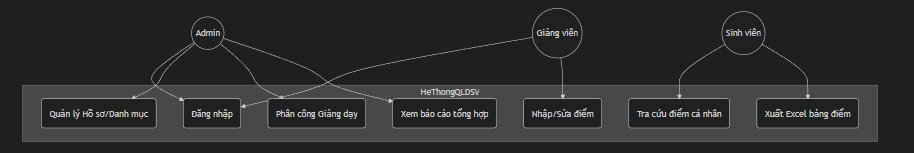 Admin
Giảng viên
Sinh viên
HeThongQLDSV
Quản lý Hồ sơ/Danh mục
Đăng nhập
Phân công Giảng dạy
Xem báo cáo tổng hợp
Nhập/Sửa điểm
Tra cứu điểm cá nhân
Xuất Excel bảng điểm